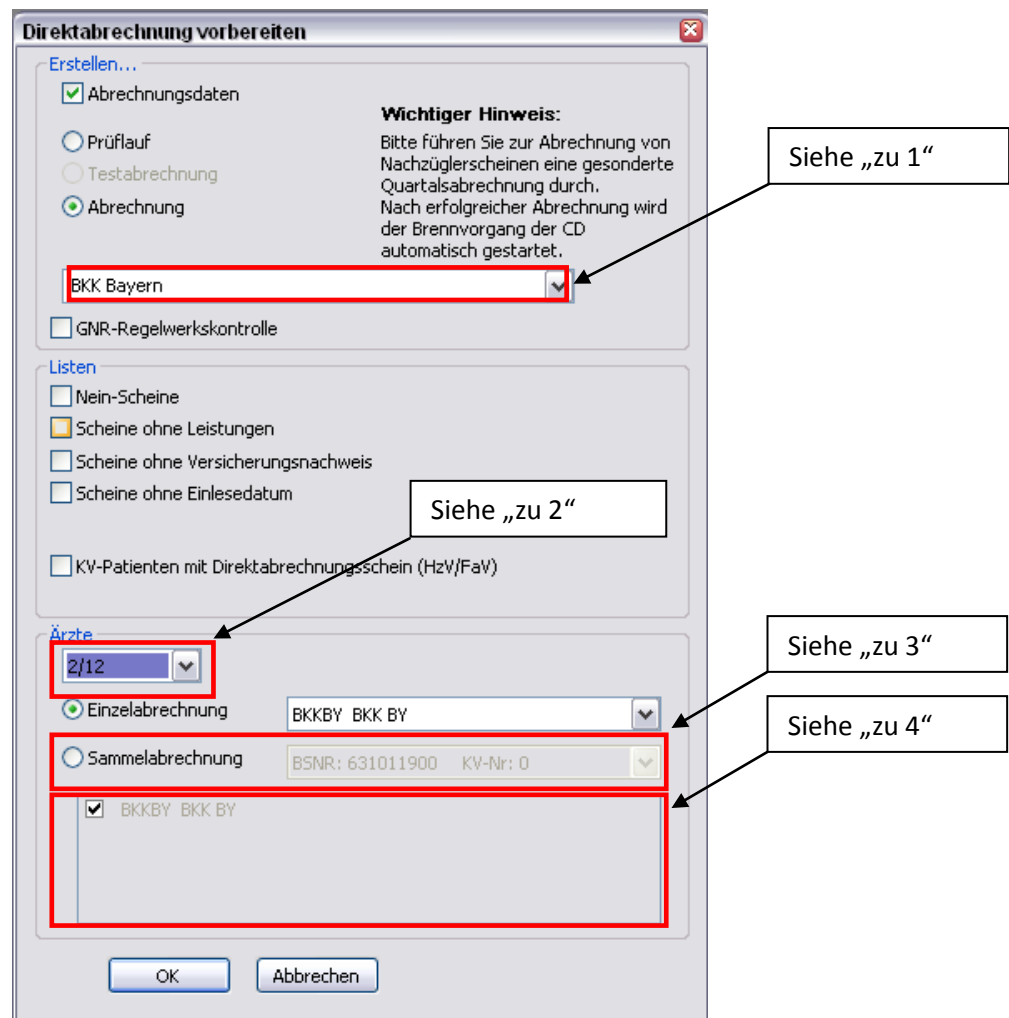 Direktabrechnung vorbereiten
Erstellen...
Abrechnungsdaten
Wichtiger Hinweis:
Prüflauf
Bitte führen Sie zur Abrechnung von
Nachzüglerscheinen eine gesonderte
Testabrechnung
Quartalsabrechnung durch.
Abrechnung
Nach erfolgreicher Abrechnung wird
der Brennvorgang der CD
automatisch gestartet.
Siehe „zu 1“
BKK Bayern
GNR-Regelwerkskontrolle
Listen
Nein-Scheine
Scheine ohne Leistungen
Scheine ohne Versicherungsnachweis
Scheine ohne Einlesedatum
Siehe „zu 2“
KV-Patienten mit Direktabrechnungsschein (HzV/FaV)
Ärzte
2/12
Siehe „zu 3“
Einzelabrechnung
BKKBY BKK BY
Siehe „zu 4“
Sammelabrechnung
BSNR: 631011900 KV-Nr: 0
BKKBY BKK BY
OK
Abbrechen